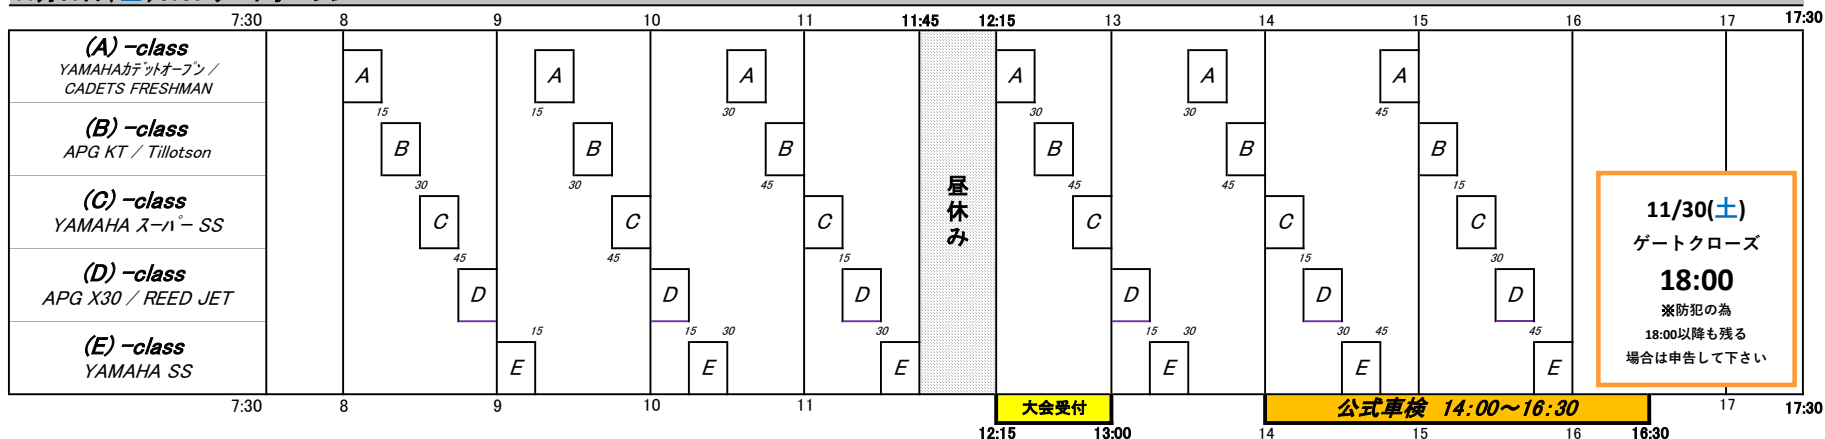 7:30 8 9 10 11 11:45 12:15 13 14 15 16 17 17:30
(A)-class
YAMAHAｶﾃﾞｯﾄｵｰﾌﾟﾝ /
CADETS FRESHMAN
A A A A A A
15 15 30 30 30 45
(B)-class
APG KT / Tillotson
B B B B B B
30 30 45 45 45 15
(C)-class
YAMAHA ｽｰﾊﾟｰ SS
C C C C C C
45 45 15 15 30
(D)-class
APG X30 / REED JET
D D D D D D
15 15 30 30 15 30 30 45 45
(E)-class
YAMAHA SS
E E E E E E
昼休み
11/30(土)
ゲートクローズ
18:00
※防犯の為
18:00以降も残る
場合は申告して下さい
7:30 8 9 10 11 大会受付 公式車検 14:00～16:30 17 17:30
12:15 13:00 14 15 16 16:30